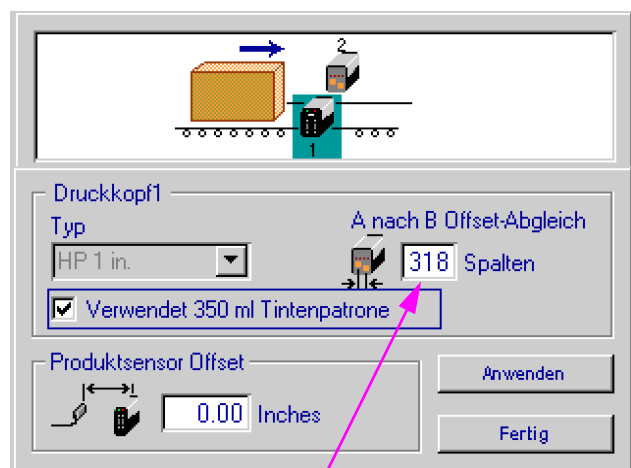 2
1
Druckkopf1
Typ
A nach B Offset-Abgleich
HP 1 in.
318 Spalten
Verwendet 350 ml Tintenpatrone
Produktsensor Offset
0.00 Inches
Anwenden
Fertig